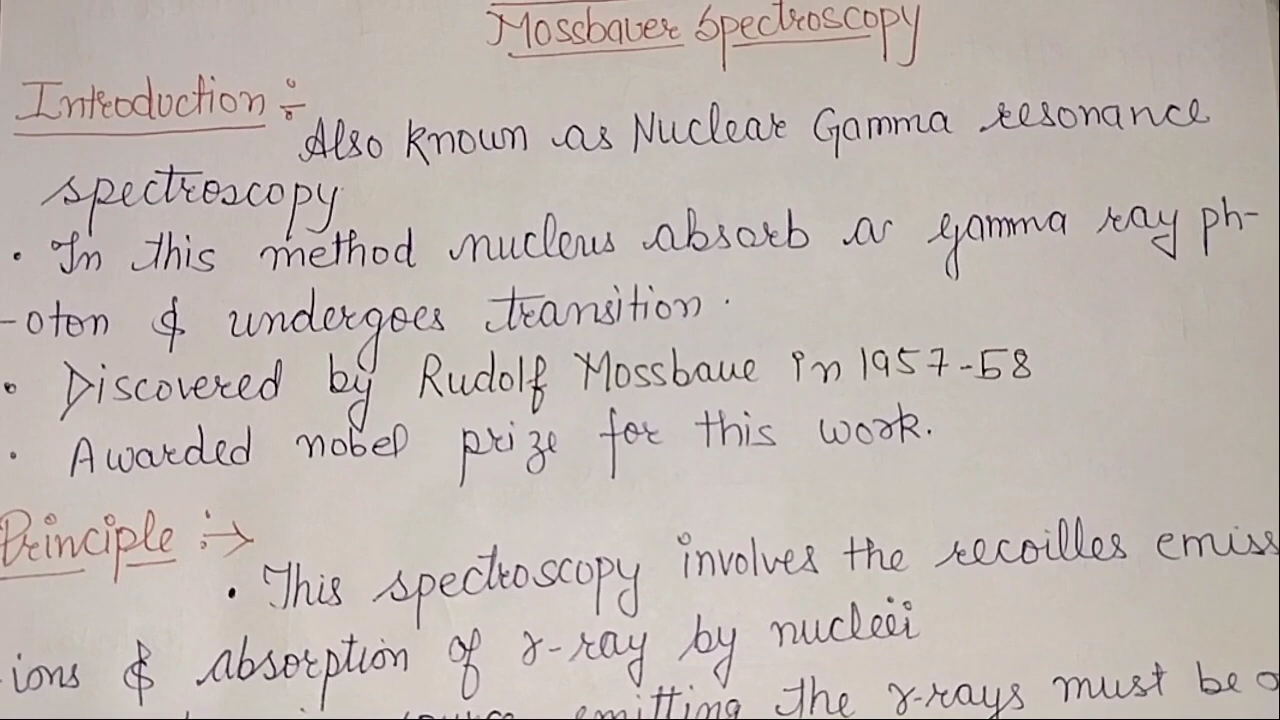 Mossbauer Spectroscopy
Introduction :-
Also known as Nuclear Gamma resonance
spectroscopy
• In this method nucleus absorb a gamma ray ph-
-oton & undergoes transition.
• Discovered by Rudolf Mossbaue in 1957-58
• Awarded nobel prize for this work.
Principle :→
• This spectroscopy involves the recoilles emiss
ions & absorption of γ-ray by nucleii
emitting the γ-rays must be